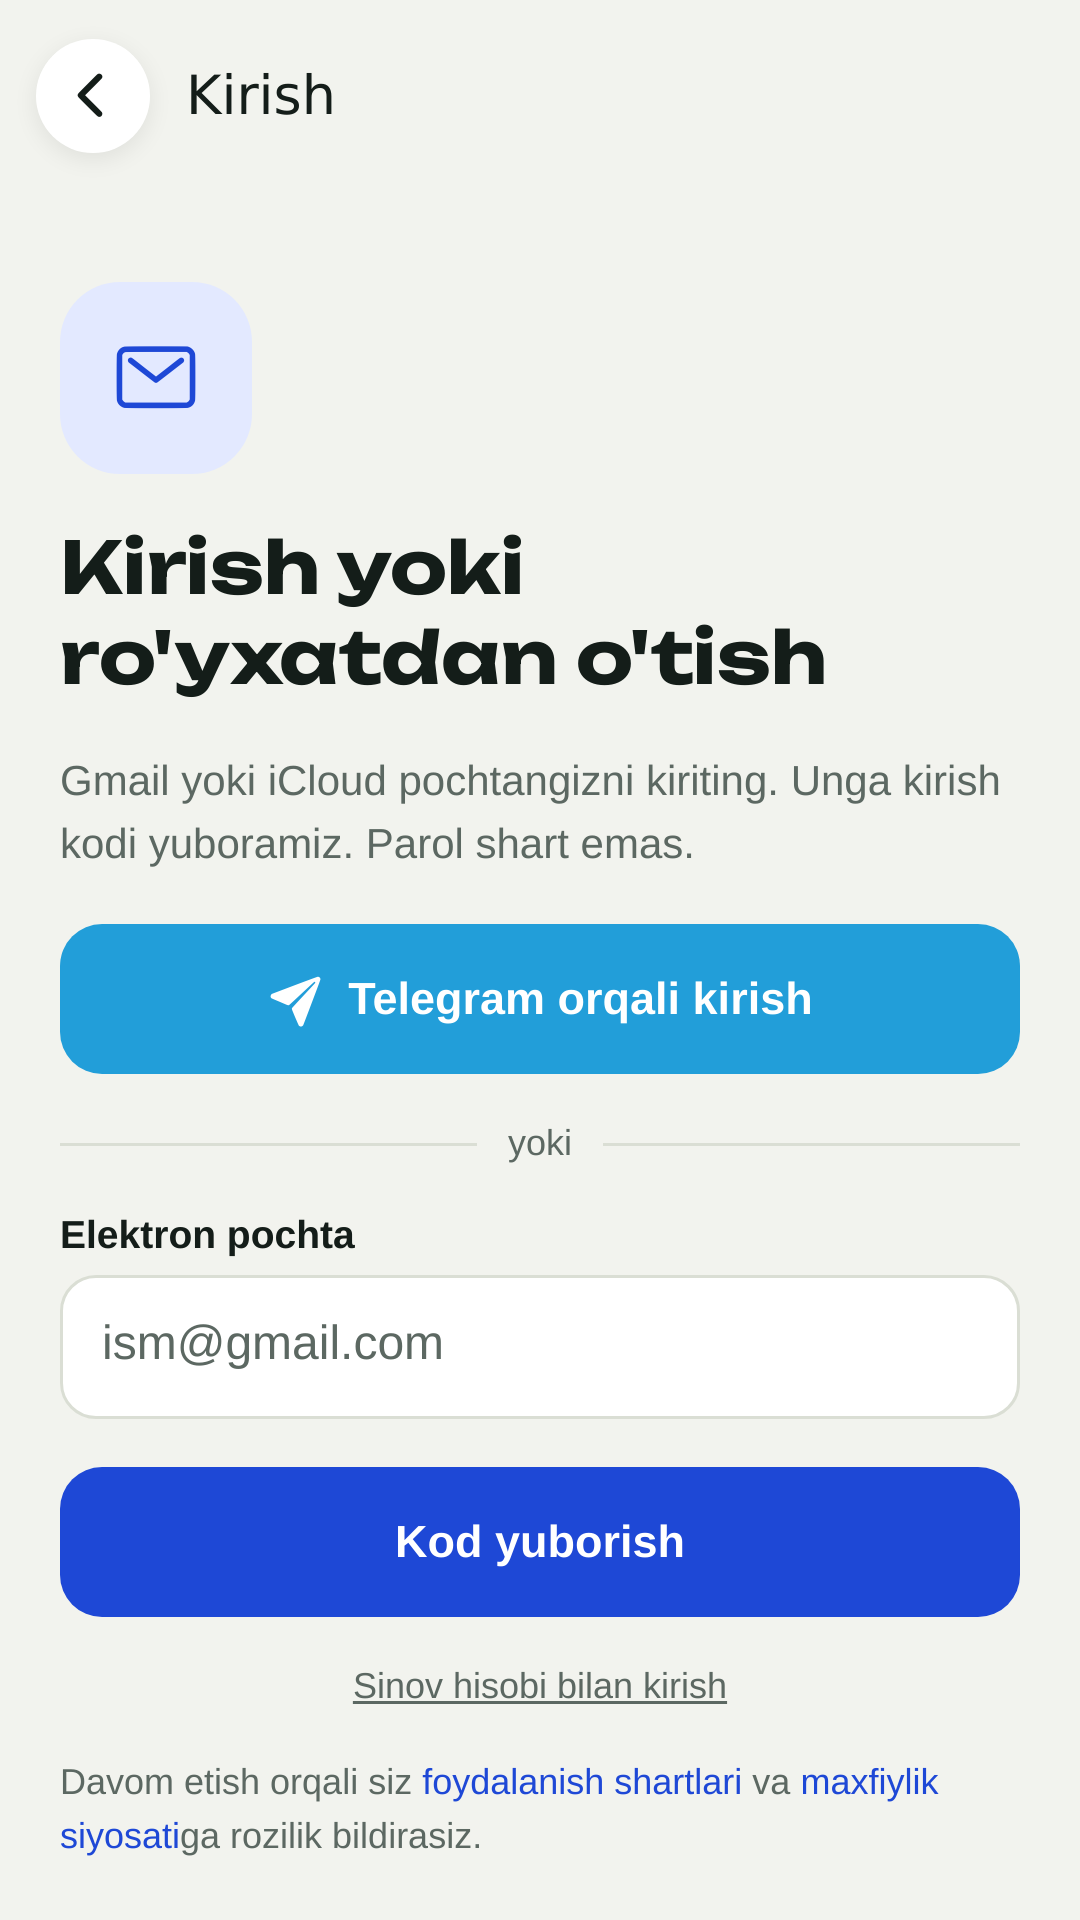 Kirish
Kirish yoki
ro'yxatdan o'tish
Gmail yoki iCloud pochtangizni kiriting. Unga kirish
kodi yuboramiz. Parol shart emas.
Telegram orqali kirish
yoki
Elektron pochta
ism@gmail.com
Kod yuborish
Sinov hisobi bilan kirish
Davom etish orqali siz foydalanish shartlari va maxfiylik
siyosatiga rozilik bildirasiz.